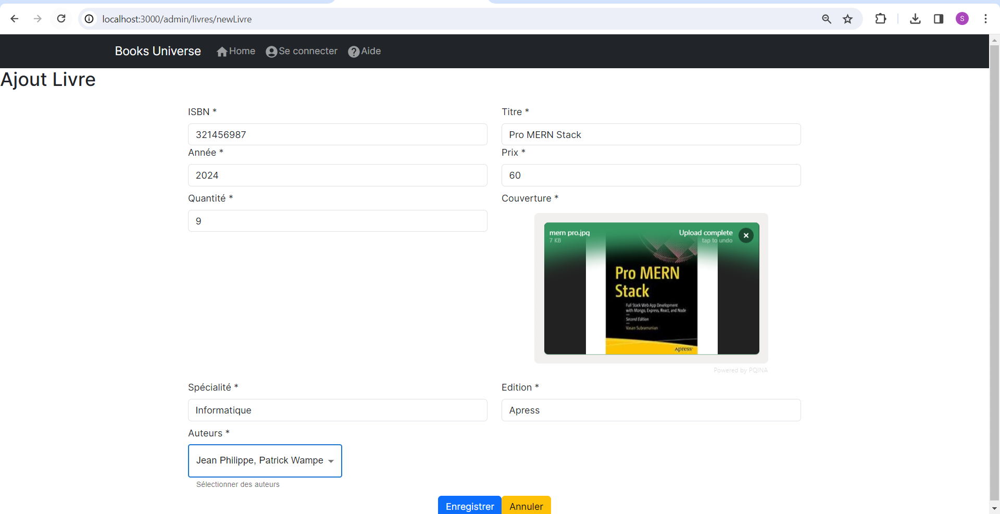 localhost:3000/admin/livres/newLivre
S
Books Universe Home Se connecter Aide
Ajout Livre
ISBN * Titre *
321456987 Pro MERN Stack
Année * Prix *
2024 60
Quantité * Couverture *
9
mern pro.jpg Upload complete
7 KB tap to undo
Pro MERN
Stack
Full Stack Web App Development
with Mongo, Express, React, and Node
Second Edition
Vasan Subramanian
Apress
Powered by PQINA
Spécialité * Edition *
Informatique Apress
Auteurs *
Jean Philippe, Patrick Wampe
Sélectionner des auteurs
Enregistrer Annuler